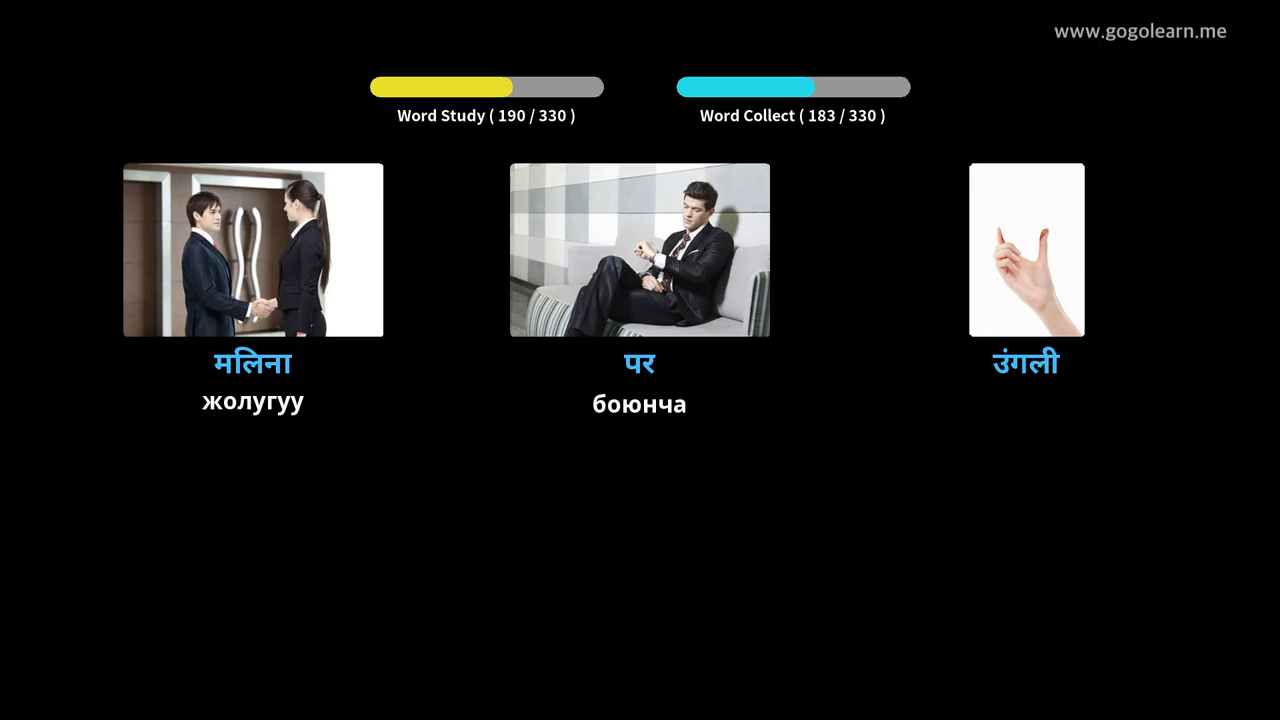 www.gogolearn.me
Word Study ( 190 / 330 )
Word Collect ( 183 / 330 )
मलिना
पर
उंगली
жолугуу
боюнча